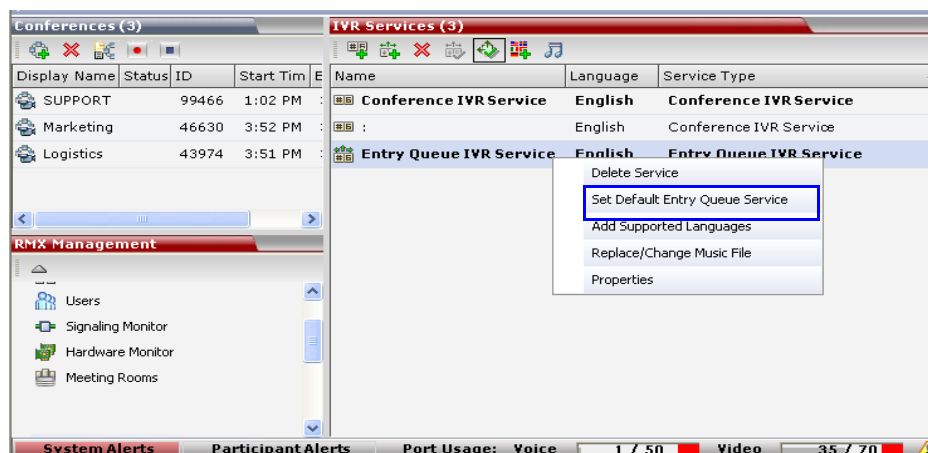 Conferences (3)
Display Name Status ID Start Tim E
SUPPORT 99466 1:02 PM
Marketing 46630 3:52 PM
Logistics 43974 3:51 PM
RMX Management
Users
Signaling Monitor
Hardware Monitor
Meeting Rooms
IVR Services (3)
Name Language Service Type
Conference IVR Service English Conference IVR Service
: English Conference IVR Service
Entry Queue IVR Service English Entry Queue IVR Service
Delete Service
Set Default Entry Queue Service
Add Supported Languages
Replace/Change Music File
Properties
System Alerts Participant Alerts Port Usage: Voice 1 / 50 Video 35 / 70